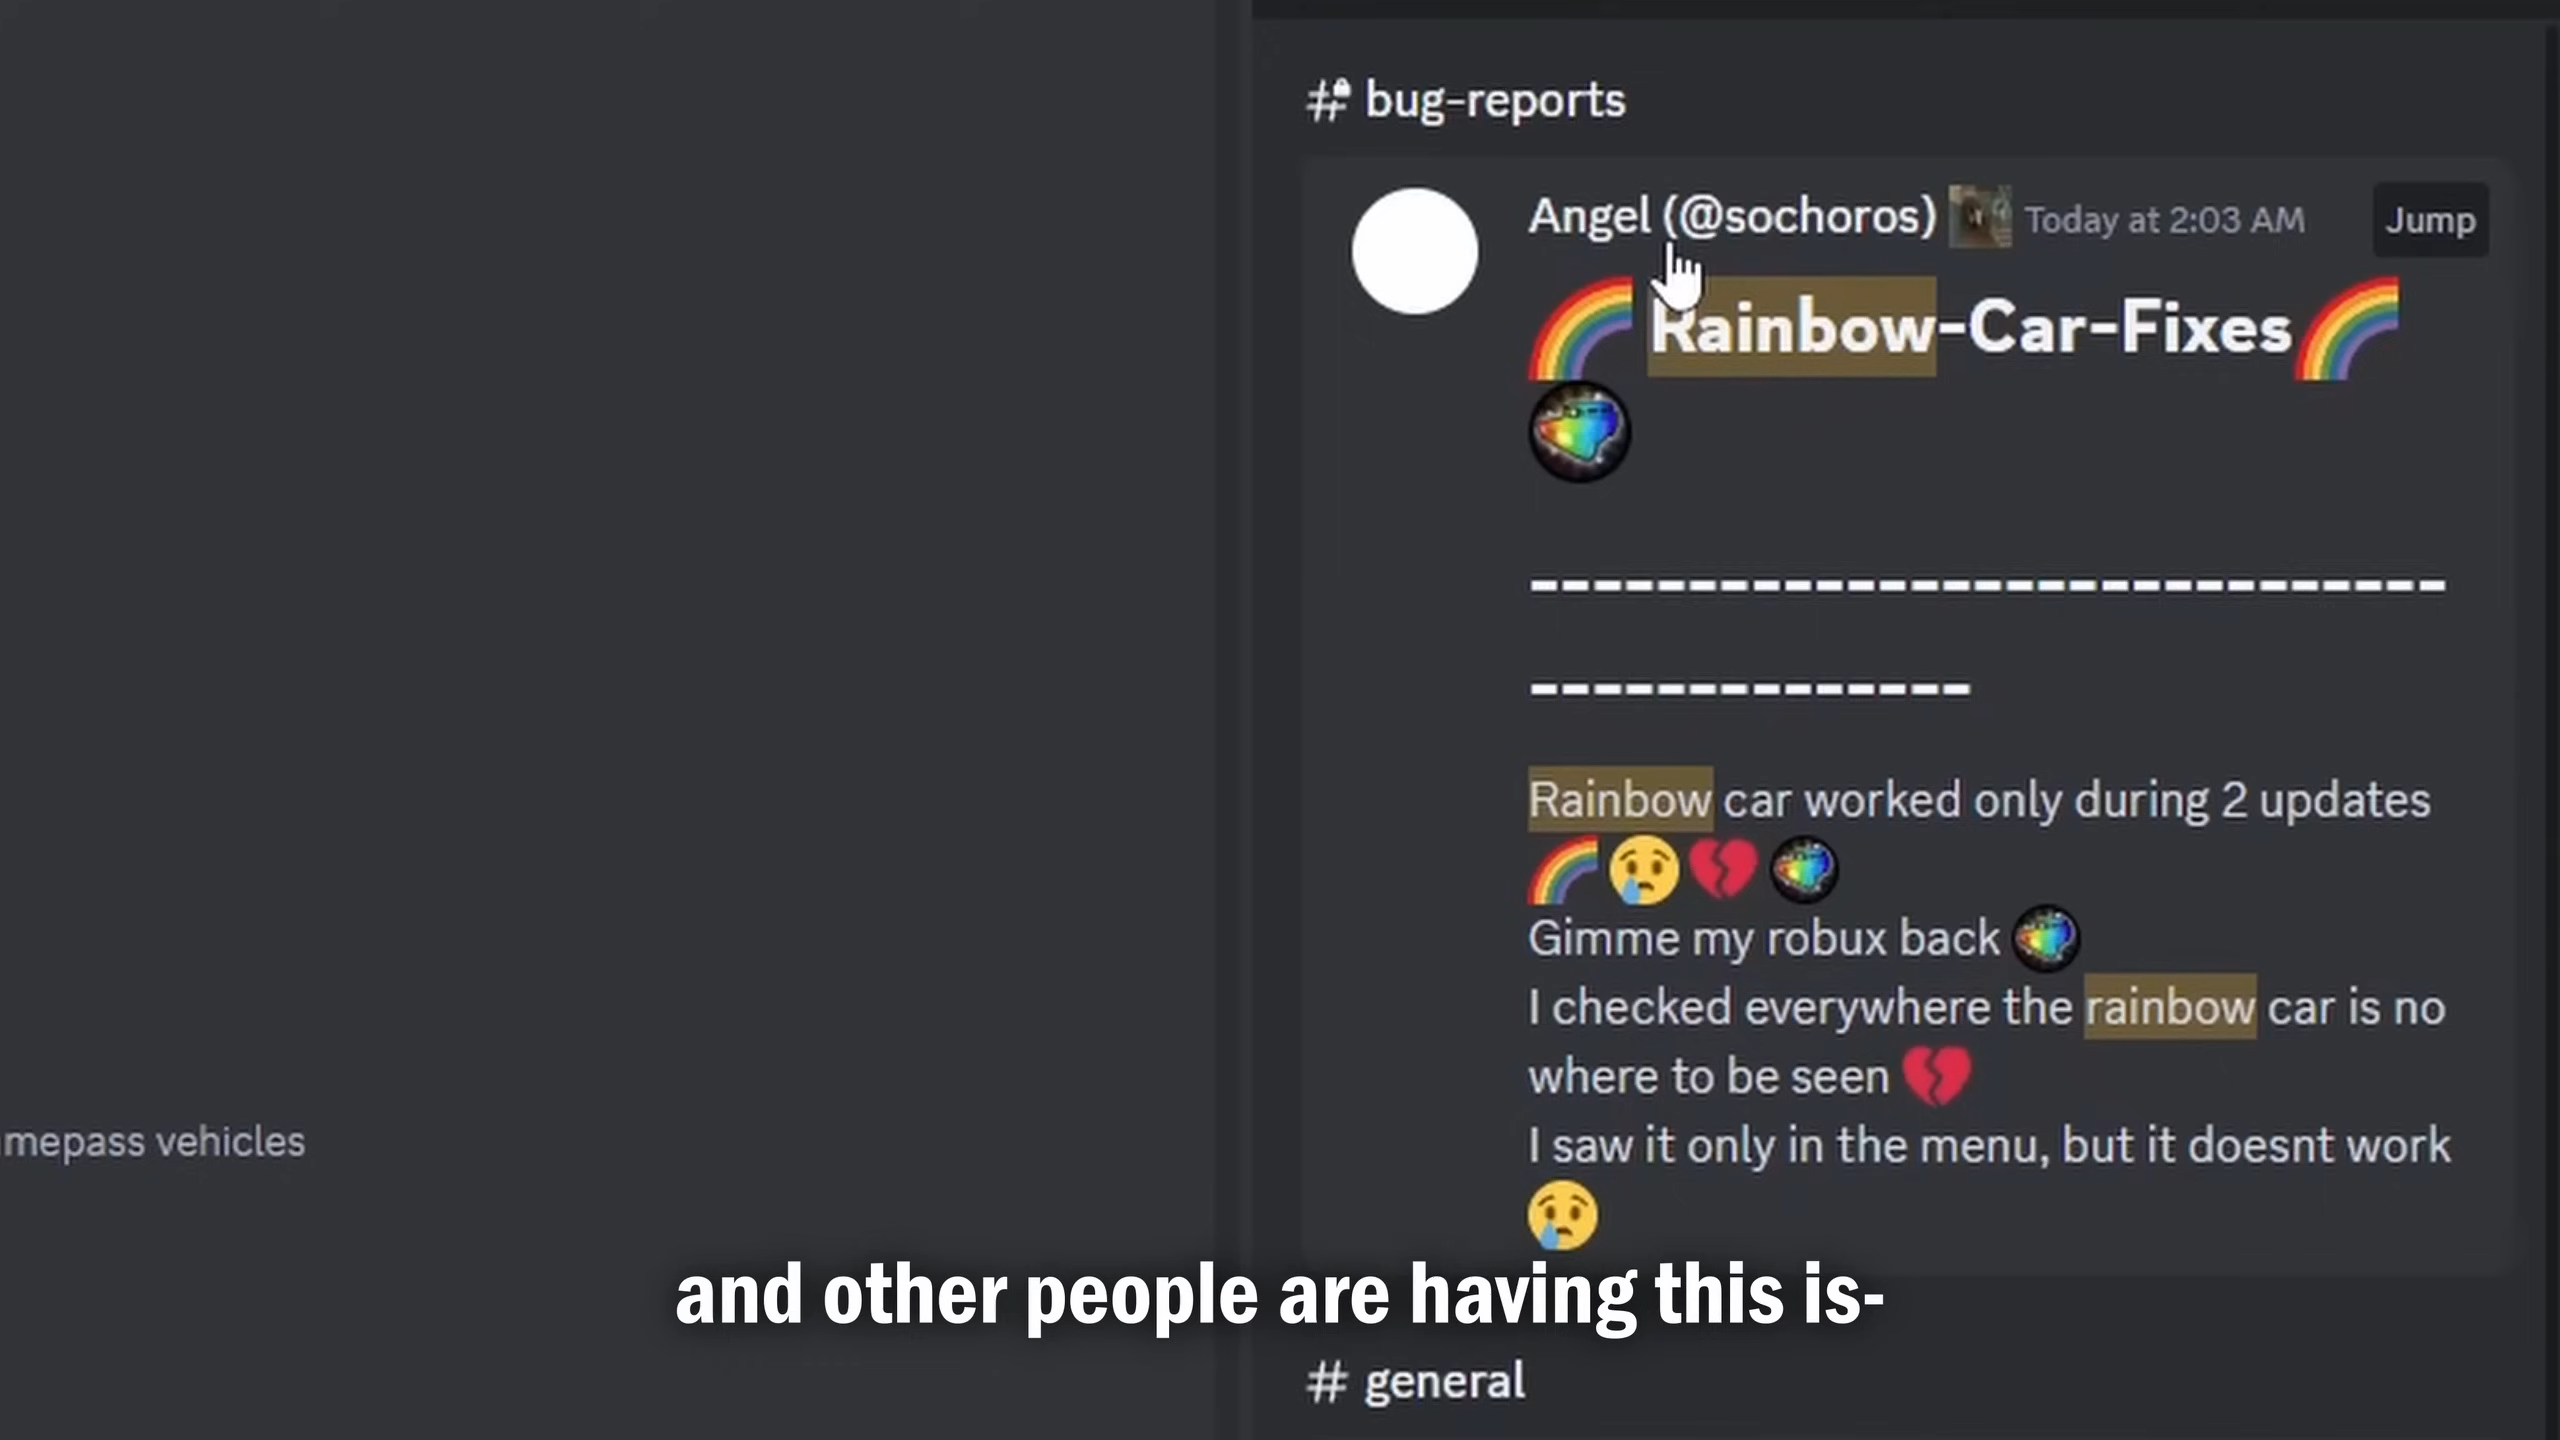 # bug-reports
Angel (@sochoros) Today at 2:03 AM Jump
🌈 Rainbow-Car-Fixes🌈
-----------------------------
--------------
Rainbow car worked only during 2 updates
🌈 😢 💔
Gimme my robux back
I checked everywhere the rainbow car is no
where to be seen 💔
I saw it only in the menu, but it doesnt work
😢
mepass vehicles
and other people are having this is-
# general